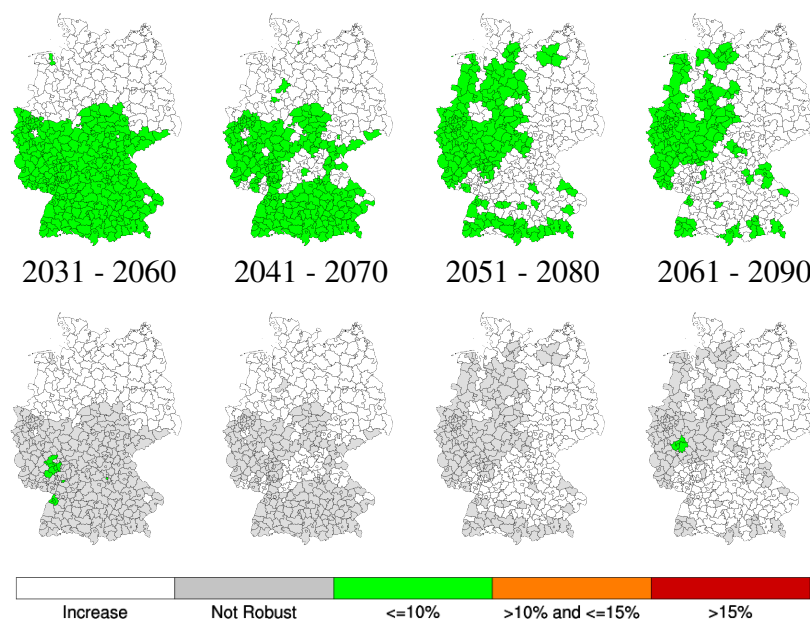 2031 - 2060 2041 - 2070 2051 - 2080 2061 - 2090
Increase Not Robust <=10% >10% and <=15% >15%